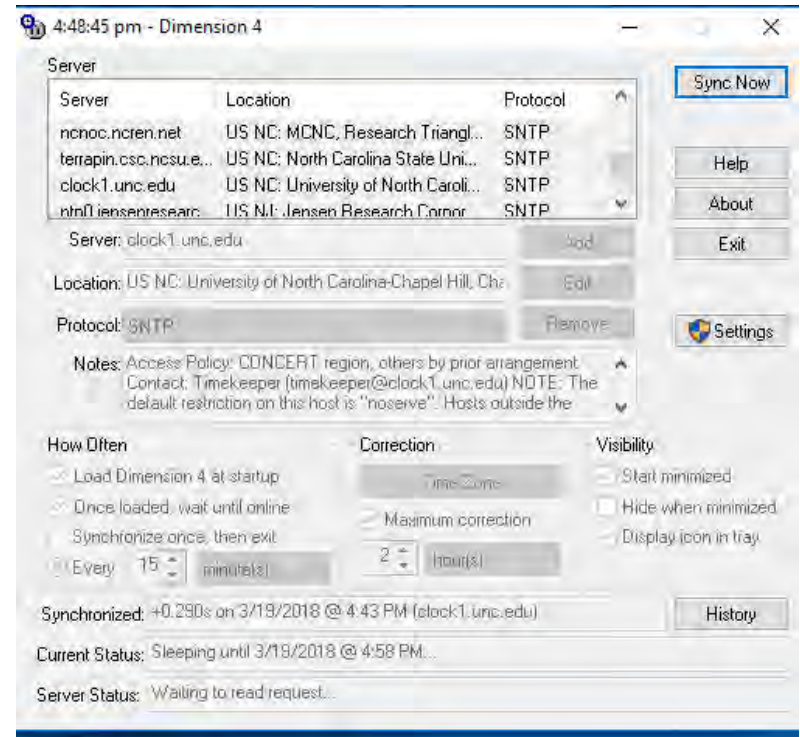 4:48:45 pm - Dimension 4
Server
Sync Now
Server Location Protocol
ncnoc.ncren.net US NC: MCNC, Research Triangl... SNTP
terrapin.csc.ncsu.e... US NC: North Carolina State Uni... SNTP
Help
clock1.unc.edu US NC: University of North Caroli... SNTP
ntp0.jensenresearc US NJ: Jensen Research Corpor SNTP
About
Server: clock1.unc.edu Add
Exit
Location: US NC: University of North Carolina-Chapel Hill, Cha
Edit
Protocol: SNTP Remove
Settings
Notes: Access Policy: CONCERT region, others by prior arrangement
Contact: Timekeeper (timekeeper@clock1.unc.edu) NOTE: The
default restriction on this host is "noserve". Hosts outside the
How Often Correction Visibility
Load Dimension 4 at startup Time Zone Start minimized
Once loaded, wait until online Maximum correction Hide when minimized
Synchronize once, then exit Display icon in tray
Every 15 minute(s) 2 hour(s)
Synchronized: +0.290s on 3/19/2018 @ 4:43 PM (clock1.unc.edu) History
Current Status: Sleeping until 3/19/2018 @ 4:58 PM...
Server Status: Waiting to read request...